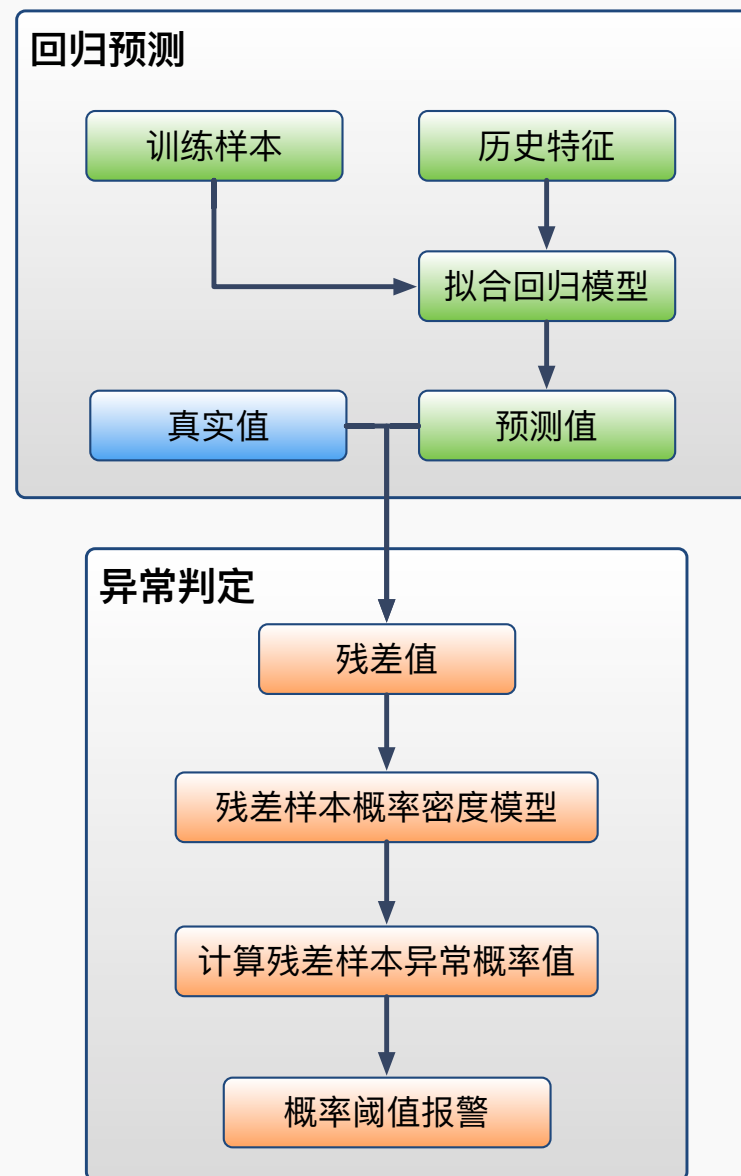 回归预测
训练样本
历史特征
拟合回归模型
真实值
预测值
异常判定
残差值
残差样本概率密度模型
计算残差样本异常概率值
概率阈值报警